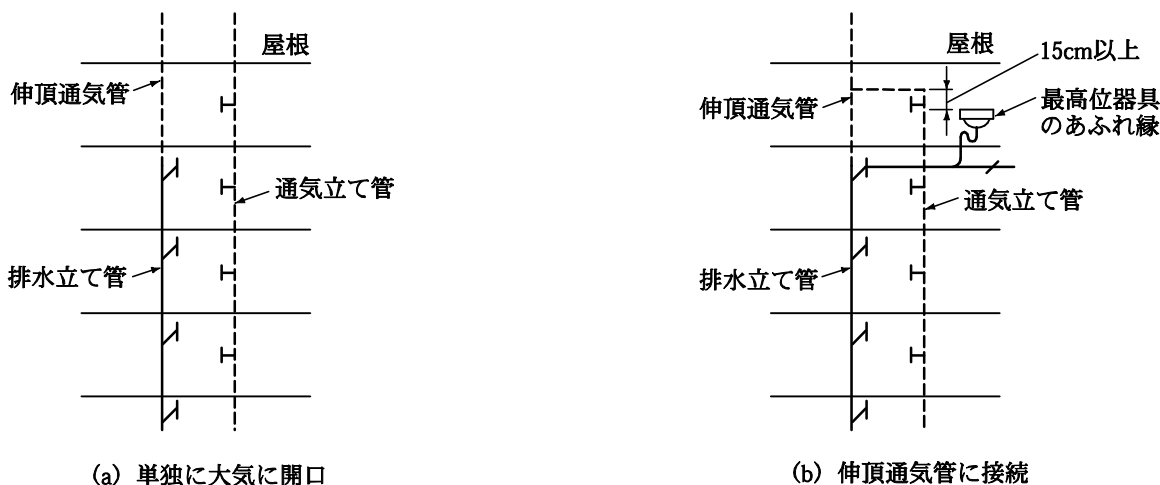 屋根
伸頂通気管
通気立て管
排水立て管
(a) 単独に大気に開口
屋根
15cm以上
伸頂通気管
最高位器具
のあふれ縁
通気立て管
排水立て管
(b) 伸頂通気管に接続